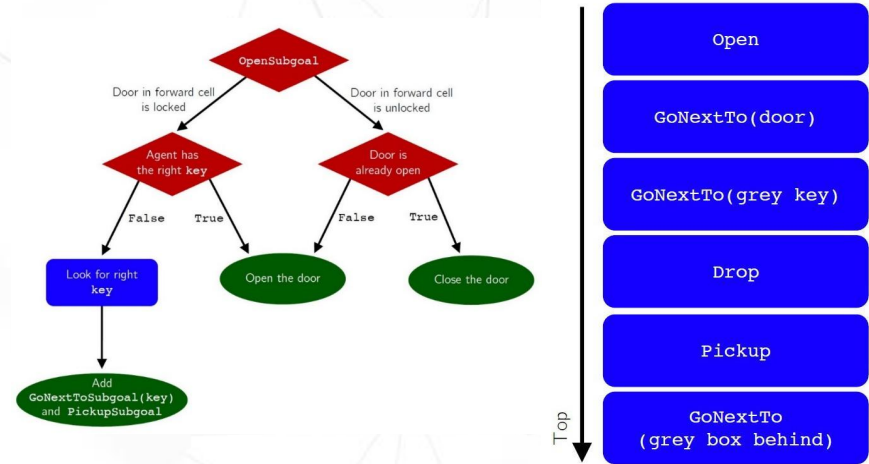 OpenSubgoal
Door in forward cell
is locked
Door in forward cell
is unlocked
Agent has
the right key
Door is
already open
False
True
False
True
Look for right
key
Open the door
Close the door
Add
GoNextToSubgoal(key)
and PickupSubgoal
Top
Open
GoNextTo(door)
GoNextTo(grey key)
Drop
Pickup
GoNextTo
(grey box behind)